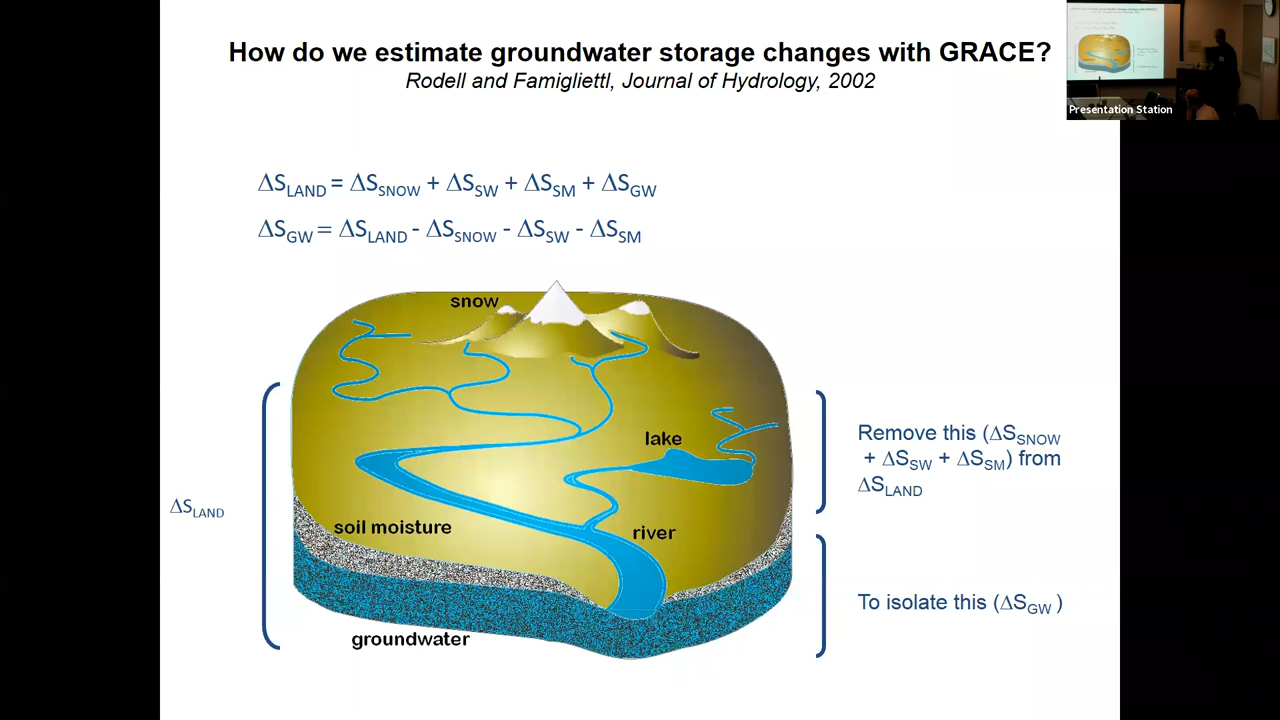 How do we estimate groundwater storage changes with GRACE?
Rodell and Famigliettl, Journal of Hydrology, 2002
Presentation Station
ΔS_LAND = ΔS_SNOW + ΔS_SW + ΔS_SM + ΔS_GW
ΔS_GW = ΔS_LAND - ΔS_SNOW - ΔS_SW - ΔS_SM
snow
lake
soil moisture
river
groundwater
ΔS_LAND
Remove this (ΔS_SNOW
+ ΔS_SW + ΔS_SM) from
ΔS_LAND
To isolate this (ΔS_GW )